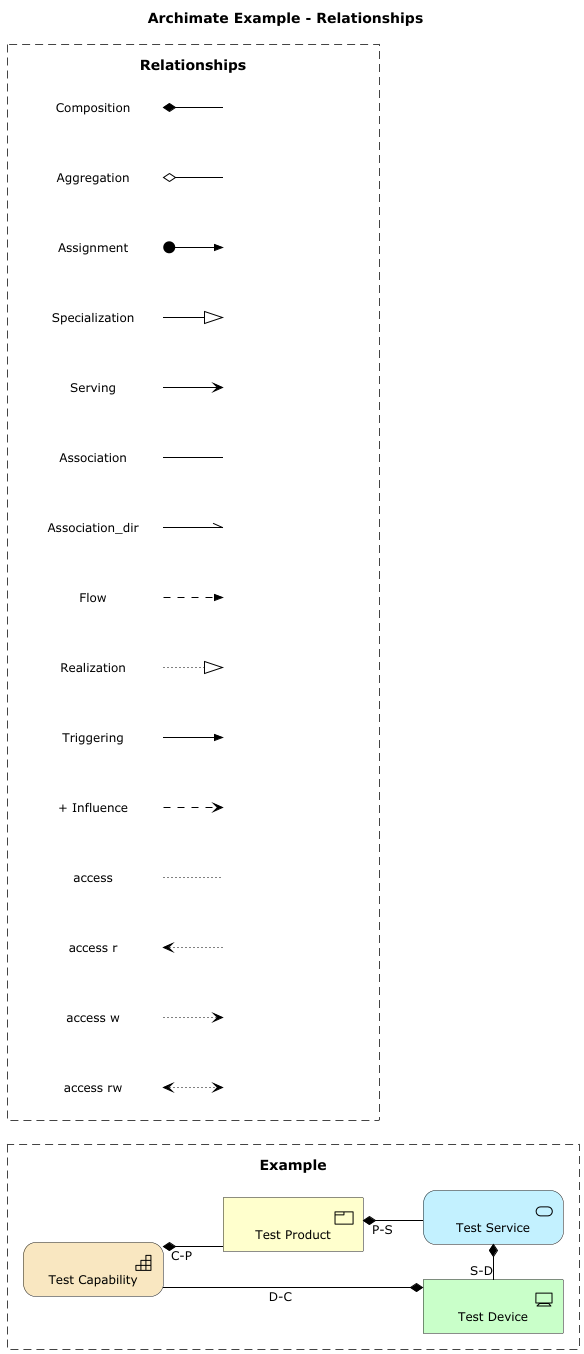 Archimate Example - Relationships
Relationships
Composition
Aggregation
Assignment
Specialization
Serving
Association
Association_dir
Flow
Realization
Triggering
+ Influence
access
access r
access w
access rw
Example
Test Product
P-S
Test Service
Test Capability
C-P
D-C
S-D
Test Device